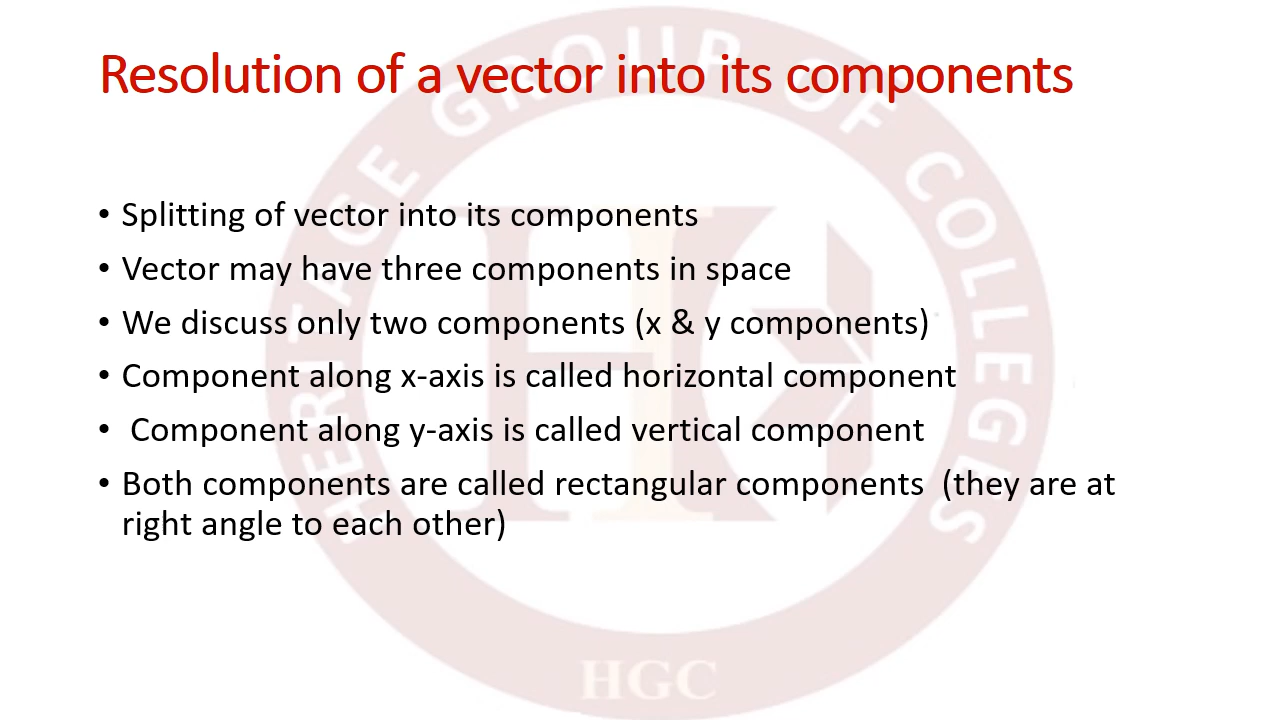 Resolution of a vector into its components
• Splitting of vector into its components
• Vector may have three components in space
• We discuss only two components (x & y components)
• Component along x-axis is called horizontal component
• Component along y-axis is called vertical component
• Both components are called rectangular components (they are at
right angle to each other)
HERITAGE GROUP OF COLLEGIS
HGC